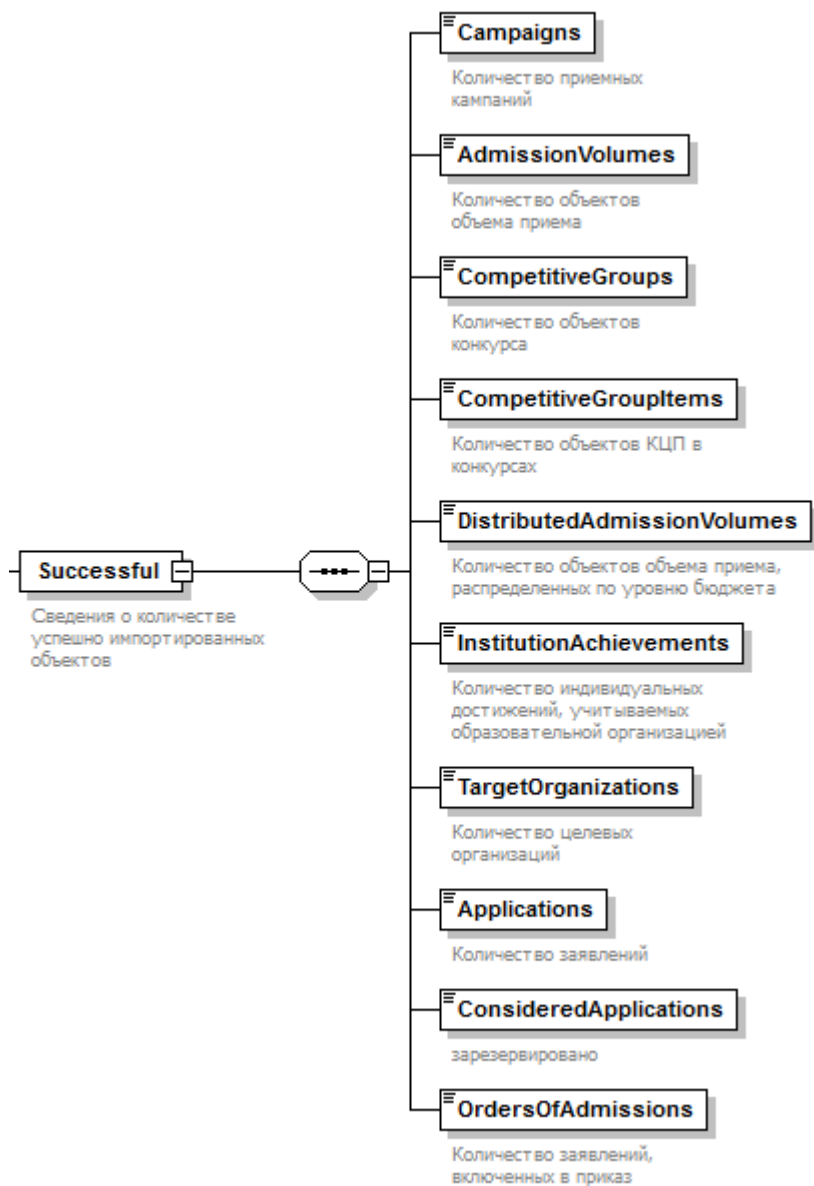 Campaigns
Количество приемных
кампаний
AdmissionVolumes
Количество объектов
объема приема
CompetitiveGroups
Количество объектов
конкурса
CompetitiveGroupItems
Количество объектов КЦП в
конкурсах
DistributedAdmissionVolumes
Количество объектов объема приема,
распределенных по уровню бюджета
Successful
Сведения о количестве
успешно импортированных
объектов
InstitutionAchievements
Количество индивидуальных
достижений, учитываемых
образовательной организацией
TargetOrganizations
Количество целевых
организаций
Applications
Количество заявлений
ConsideredApplications
зарезервировано
OrdersOfAdmissions
Количество заявлений,
включенных в приказ